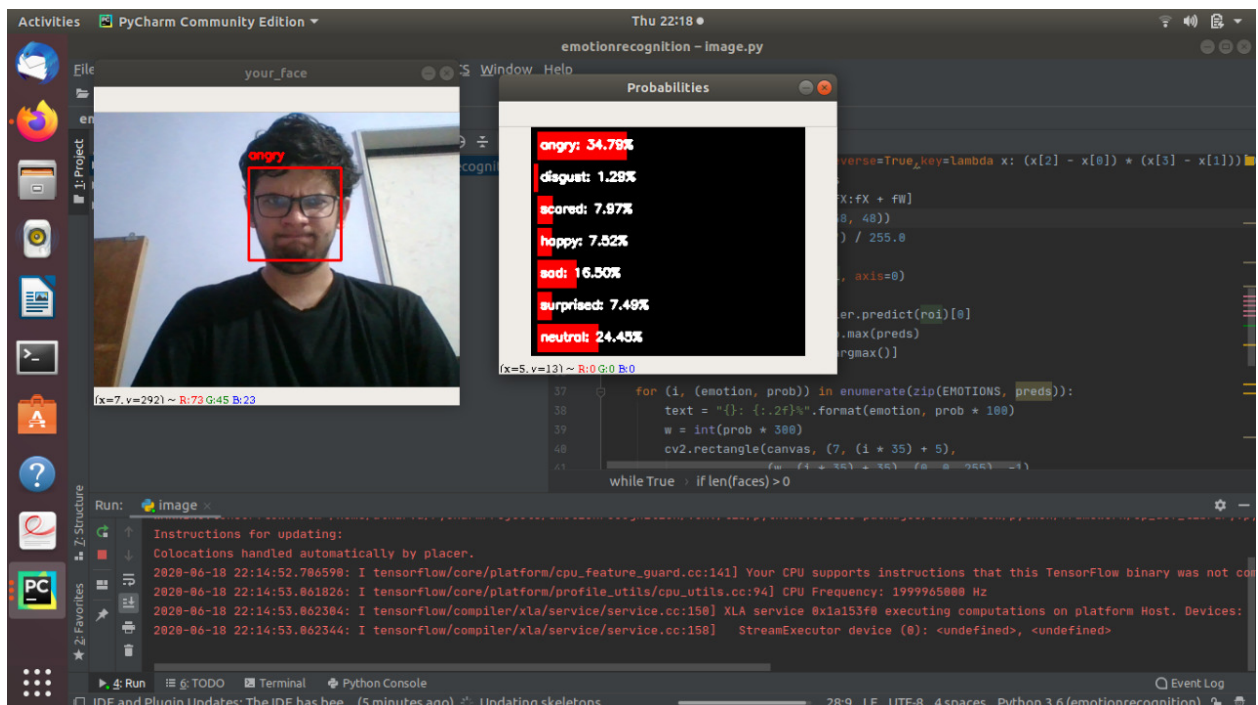 Activities PyCharm Community Edition Thu 22:18
emotionrecognition – image.py
File Window Help
your_face
Probabilities
angry
angry: 34.79%
disgust: 1.29%
scared: 7.97%
happy: 7.52%
sad: 16.50%
surprised: 7.49%
neutral: 24.45%
(x=5, y=13) ~ R:0 G:0 B:0
(x=7, y=292) ~ R:73 G:45 B:23
1: Project
verse=True,key=lambda x: (x[2] - x[0]) * (x[3] - x[1]))
fX:fX + fW]
48))
/ 255.0
axis=0)
er.predict(roi)[0]
.max(preds)
rgmax()]
37 for (i, (emotion, prob)) in enumerate(zip(EMOTIONS, preds)):
38 text = "{}: {:.2f}%".format(emotion, prob * 100)
39 w = int(prob * 300)
40 cv2.rectangle(canvas, (7, (i * 35) + 5),
41 (w, (i * 35) + 35), (0, 0, 255), -1)
while True › if len(faces) > 0
7: Structure
2: Favorites
Run: image
Instructions for updating:
Colocations handled automatically by placer.
2020-06-18 22:14:52.706590: I tensorflow/core/platform/cpu_feature_guard.cc:141] Your CPU supports instructions that this TensorFlow binary was not com
2020-06-18 22:14:53.061826: I tensorflow/core/platform/profile_utils/cpu_utils.cc:94] CPU Frequency: 1999965000 Hz
2020-06-18 22:14:53.062304: I tensorflow/compiler/xla/service/service.cc:150] XLA service 0x1a153f0 executing computations on platform Host. Devices:
2020-06-18 22:14:53.062344: I tensorflow/compiler/xla/service/service.cc:158] StreamExecutor device (0): <undefined>, <undefined>
4: Run 6: TODO Terminal Python Console Event Log
IDE and Plugin Updates: The IDE has bee... (5 minutes ago) Updating skeletons 28:9 LF UTF-8 4 spaces Python 3.6 (emotionrecognition)